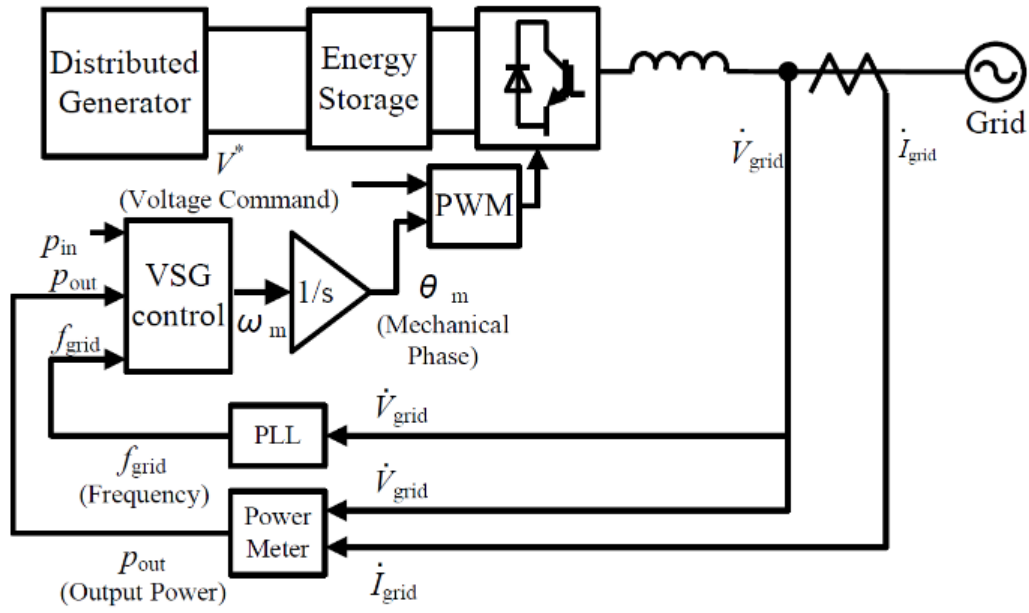 Distributed
Generator
Energy
Storage
Grid
V̇grid
İgrid
V*
(Voltage Command)
PWM
pin
pout
fgrid
VSG
control
ωm
1/s
θm
(Mechanical
Phase)
PLL
V̇grid
fgrid
(Frequency)
V̇grid
Power
Meter
pout
(Output Power)
İgrid